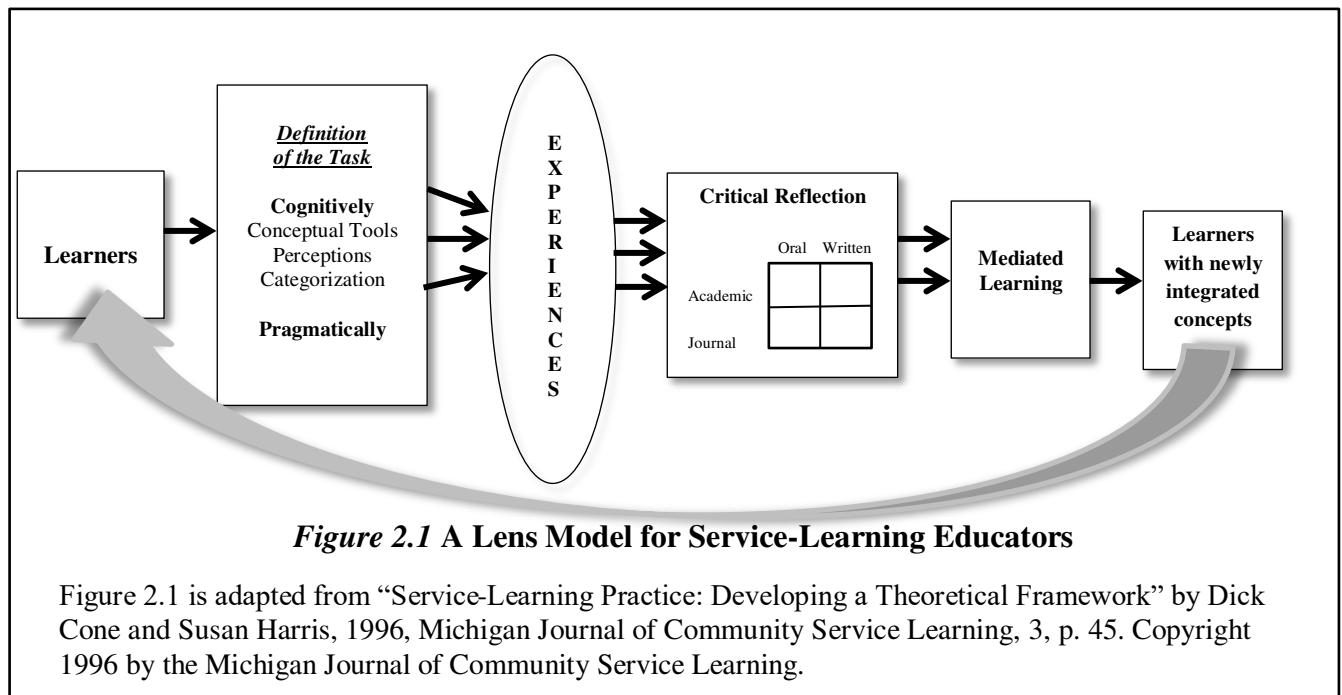 Learners
Definition
of the Task
Cognitively
Conceptual Tools
Perceptions
Categorization
Pragmatically
E
X
P
E
R
I
E
N
C
E
S
Critical Reflection
Oral Written
Academic
Journal
Mediated
Learning
Learners
with newly
integrated
concepts
Figure 2.1 A Lens Model for Service-Learning Educators
Figure 2.1 is adapted from “Service-Learning Practice: Developing a Theoretical Framework” by Dick
Cone and Susan Harris, 1996, Michigan Journal of Community Service Learning, 3, p. 45. Copyright
1996 by the Michigan Journal of Community Service Learning.